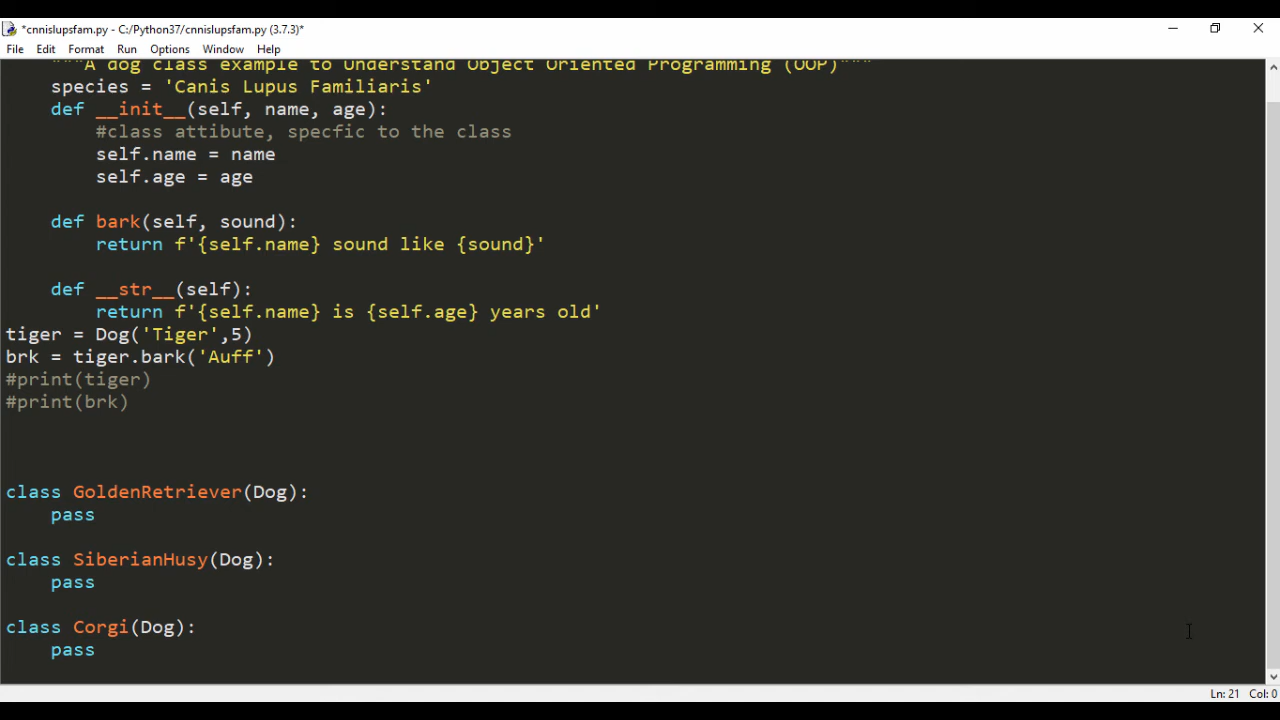 *cnnislupsfam.py - C:/Python37/cnnislupsfam.py (3.7.3)*
File Edit Format Run Options Window Help
"""A dog class example to Understand Object Oriented Programming (OOP)"""
species = 'Canis Lupus Familiaris'
def __init__(self, name, age):
#class attibute, specfic to the class
self.name = name
self.age = age
def bark(self, sound):
return f'{self.name} sound like {sound}'
def __str__(self):
return f'{self.name} is {self.age} years old'
tiger = Dog('Tiger',5)
brk = tiger.bark('Auff')
#print(tiger)
#print(brk)
class GoldenRetriever(Dog):
pass
class SiberianHusy(Dog):
pass
class Corgi(Dog):
pass
Ln: 21 Col: 0